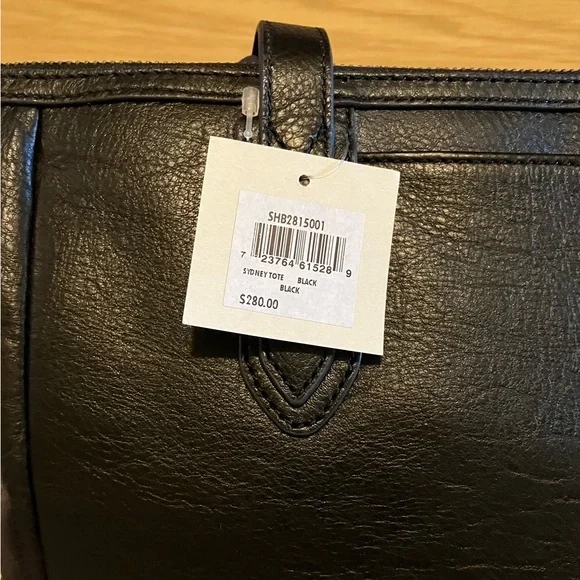 SHB2815001
7 23764 61528 9
SYDNEY TOTE BLACK
BLACK
$280.00